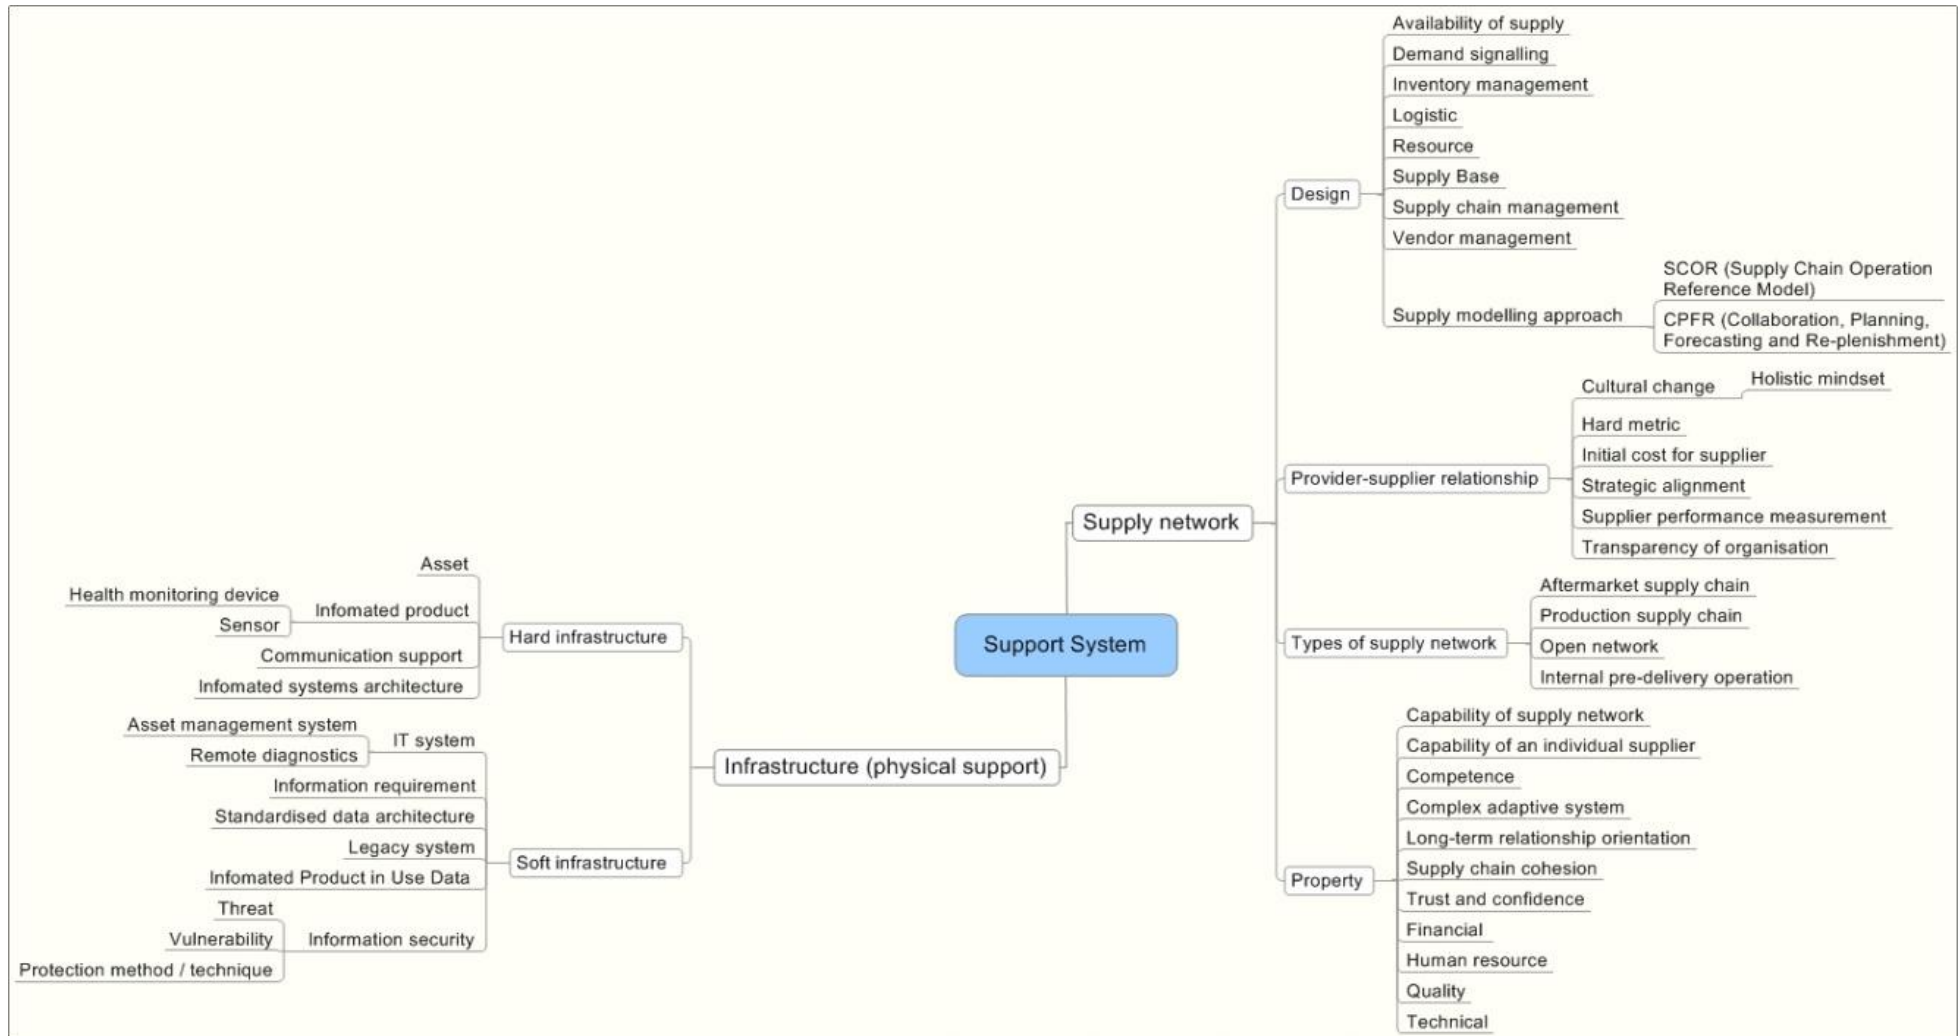 Support System
Supply network
Design
Availability of supply
Demand signalling
Inventory management
Logistic
Resource
Supply Base
Supply chain management
Vendor management
Supply modelling approach
SCOR (Supply Chain Operation
Reference Model)
CPFR (Collaboration, Planning,
Forecasting and Re-plenishment)
Provider-supplier relationship
Cultural change
Holistic mindset
Hard metric
Initial cost for supplier
Strategic alignment
Supplier performance measurement
Transparency of organisation
Types of supply network
Aftermarket supply chain
Production supply chain
Open network
Internal pre-delivery operation
Property
Capability of supply network
Capability of an individual supplier
Competence
Complex adaptive system
Long-term relationship orientation
Supply chain cohesion
Trust and confidence
Financial
Human resource
Quality
Technical
Infrastructure (physical support)
Hard infrastructure
Asset
Infomated product
Health monitoring device
Sensor
Communication support
Infomated systems architecture
Soft infrastructure
IT system
Asset management system
Remote diagnostics
Information requirement
Standardised data architecture
Legacy system
Infomated Product in Use Data
Information security
Threat
Vulnerability
Protection method / technique